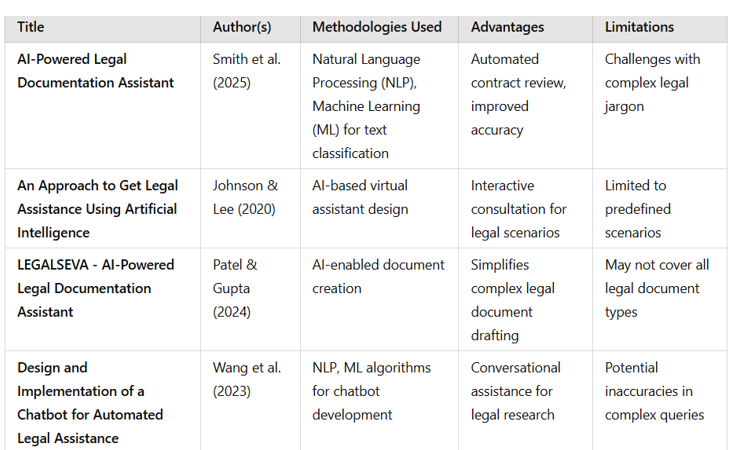 Title Author(s) Methodologies Used Advantages Limitations
AI-Powered Legal
Documentation Assistant
Smith et al.
(2025)
Natural Language
Processing (NLP),
Machine Learning
(ML) for text
classification
Automated
contract review,
improved
accuracy
Challenges with
complex legal
jargon
An Approach to Get Legal
Assistance Using Artificial
Intelligence
Johnson &
Lee (2020)
AI-based virtual
assistant design
Interactive
consultation for
legal scenarios
Limited to
predefined
scenarios
LEGALSEVA - AI-Powered
Legal Documentation
Assistant
Patel &
Gupta
(2024)
AI-enabled document
creation
Simplifies
complex legal
document
drafting
May not cover all
legal document
types
Design and
Implementation of a
Chatbot for Automated
Legal Assistance
Wang et al.
(2023)
NLP, ML algorithms
for chatbot
development
Conversational
assistance for
legal research
Potential
inaccuracies in
complex queries